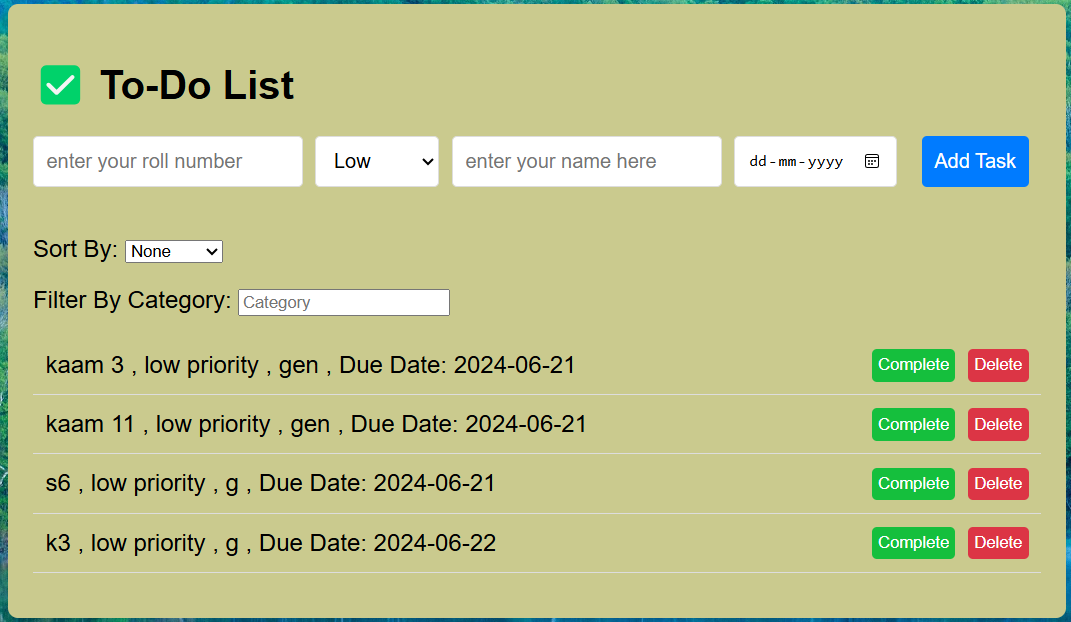 To-Do List
enter your roll number Low enter your name here dd-mm-yyyy Add Task
Sort By: None
Filter By Category: Category
kaam 3 , low priority , gen , Due Date: 2024-06-21 Complete Delete
kaam 11 , low priority , gen , Due Date: 2024-06-21 Complete Delete
s6 , low priority , g , Due Date: 2024-06-21 Complete Delete
k3 , low priority , g , Due Date: 2024-06-22 Complete Delete